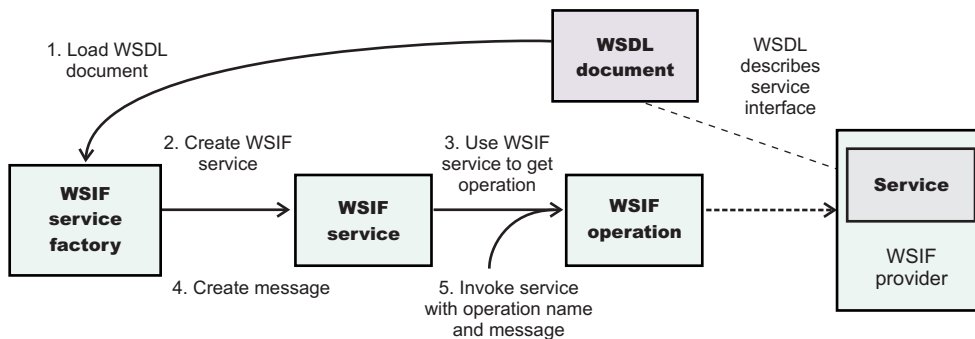 1. Load WSDL
document
WSDL
document
WSDL
describes
service
interface
2. Create WSIF
service
3. Use WSIF
service to get
operation
WSIF
service
factory
WSIF
service
WSIF
operation
Service
WSIF
provider
4. Create message
5. Invoke service
with operation name
and message